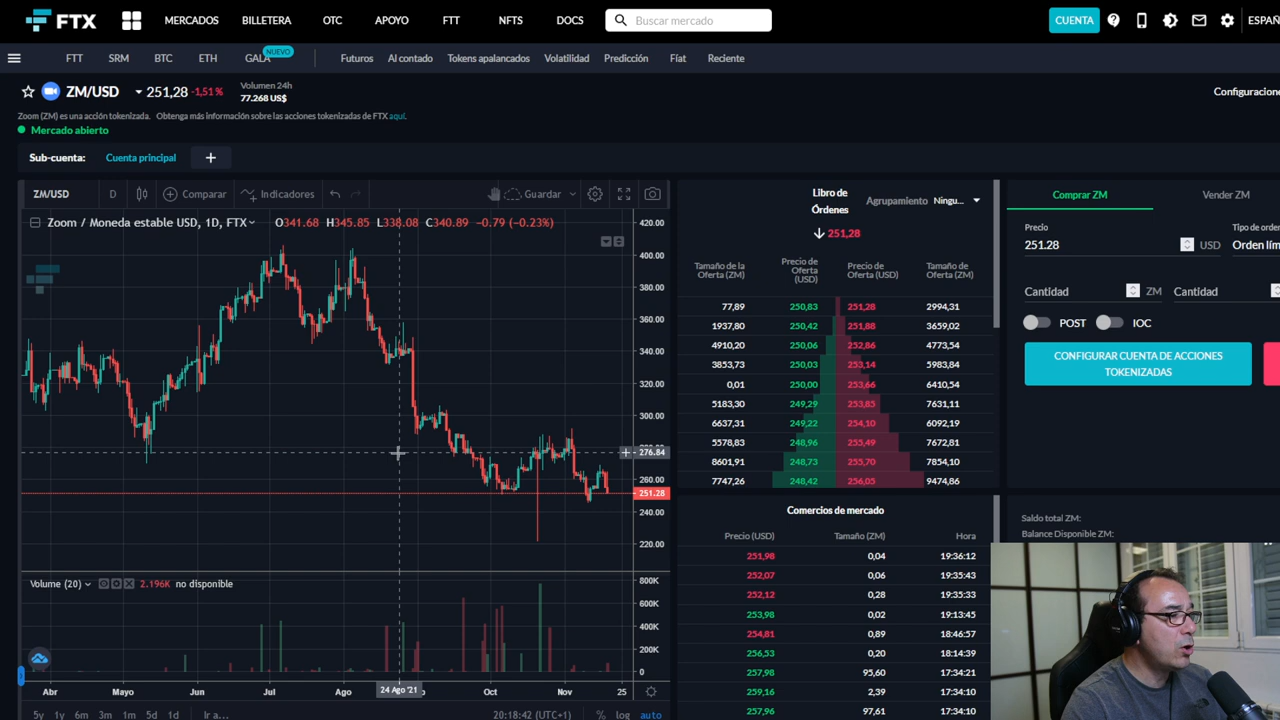 FTX
MERCADOS BILLETERA OTC APOYO FTT NFTS DOCS
Buscar mercado
CUENTA
ESPAÑ
FTT SRM BTC ETH GALA
NUEVO
Futuros Al contado Tokens apalancados Volatilidad Predicción Fíat Reciente
ZM/USD
251,28 -1,51 %
Volumen 24h
77.268 US$
Configuracione
Zoom (ZM) es una acción tokenizada. Obtenga más información sobre las acciones tokenizadas de FTX aquí.
Mercado abierto
Sub-cuenta: Cuenta principal +
ZM/USD D Comparar Indicadores Guardar
Zoom / Moneda estable USD, 1D, FTX
O341.68 H345.85 L338.08 C340.89 -0.79 (-0.23%)
420.00
400.00
380.00
360.00
340.00
320.00
300.00
276.84
260.00
251.28
240.00
220.00
Volume (20) 2.196K no disponible
800K
600K
400K
200K
0
Abr Mayo Jun Jul Ago 24 Ago '21 Oct Nov 25
5y 1y 6m 3m 1m 5d 1d Ir a...
20:18:42 (UTC+1) % log auto
Libro de Órdenes
Agrupamiento Ningu...
251,28
Tamaño de la Oferta (ZM) Precio de Oferta (USD) Precio de Oferta (USD) Tamaño de Oferta (ZM)
77,89 250,83 251,28 2994,31
1937,80 250,42 251,88 3659,02
4910,20 250,06 252,86 4773,54
3853,73 250,03 253,14 5983,84
0,01 250,00 253,66 6410,54
5183,30 249,29 253,85 7631,11
6637,31 249,22 254,10 6092,19
5578,83 248,96 255,49 7672,81
8601,91 248,73 255,70 7854,10
7747,26 248,42 256,05 9474,86
Comercios de mercado
Precio (USD) Tamaño (ZM) Hora
251,98 0,04 19:36:12
252,07 0,06 19:35:43
252,12 0,28 19:35:33
253,98 0,02 19:13:45
254,81 0,89 18:46:57
256,53 0,20 18:14:39
257,98 95,60 17:34:21
259,16 2,39 17:34:10
257,96 97,61 17:34:10
Comprar ZM Vender ZM
Precio
251.28 USD
Tipo de orden
Orden lím
Cantidad ZM Cantidad
POST IOC
CONFIGURAR CUENTA DE ACCIONES TOKENIZADAS
Saldo total ZM:
Balance Disponible ZM: